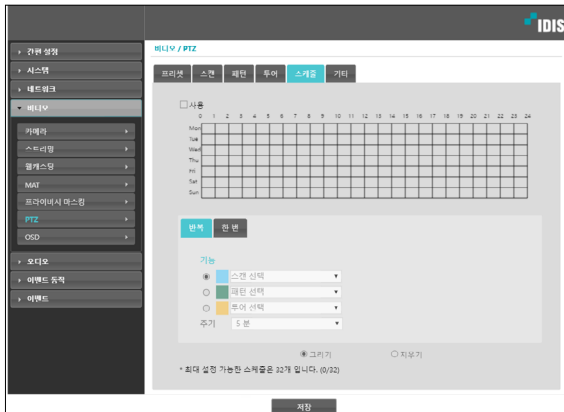 IDIS
간편 설정
시스템
네트워크
비디오
카메라
스트리밍
웹캐스팅
MAT
프라이버시 마스킹
PTZ
OSD
오디오
이벤트 동작
이벤트
비디오 / PTZ
프리셋 스캔 패턴 투어 스케줄 기타
사용
0 1 2 3 4 5 6 7 8 9 10 11 12 13 14 15 16 17 18 19 20 21 22 23 24
Mon
Tue
Wed
Thu
Fri
Sat
Sun
반복 한 번
기능
스캔 선택
패턴 선택
투어 선택
주기 5 분
그리기 지우기
* 최대 설정 가능한 스케줄은 32개 입니다. (0/32)
저장